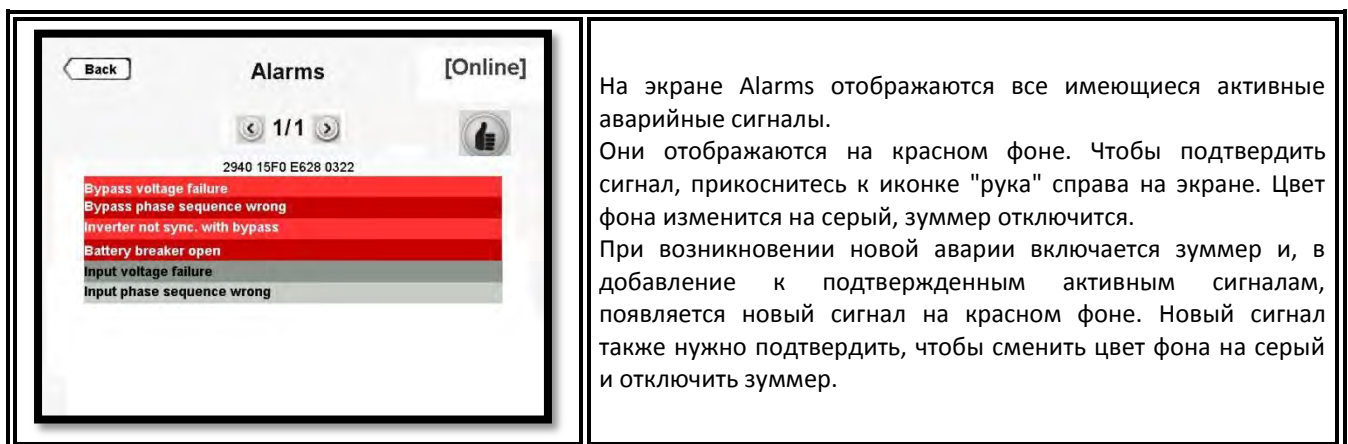 Back
Alarms
[Online]
1/1
2940 15F0 E628 0322
Bypass voltage failure
Bypass phase sequence wrong
Inverter not sync. with bypass
Battery breaker open
Input voltage failure
Input phase sequence wrong
На экране Alarms отображаются все имеющиеся активные
аварийные сигналы.
Они отображаются на красном фоне. Чтобы подтвердить
сигнал, прикоснитесь к иконке "рука" справа на экране. Цвет
фона изменится на серый, зуммер отключится.
При возникновении новой аварии включается зуммер и, в
добавление к подтвержденным активным сигналам,
появляется новый сигнал на красном фоне. Новый сигнал
также нужно подтвердить, чтобы сменить цвет фона на серый
и отключить зуммер.